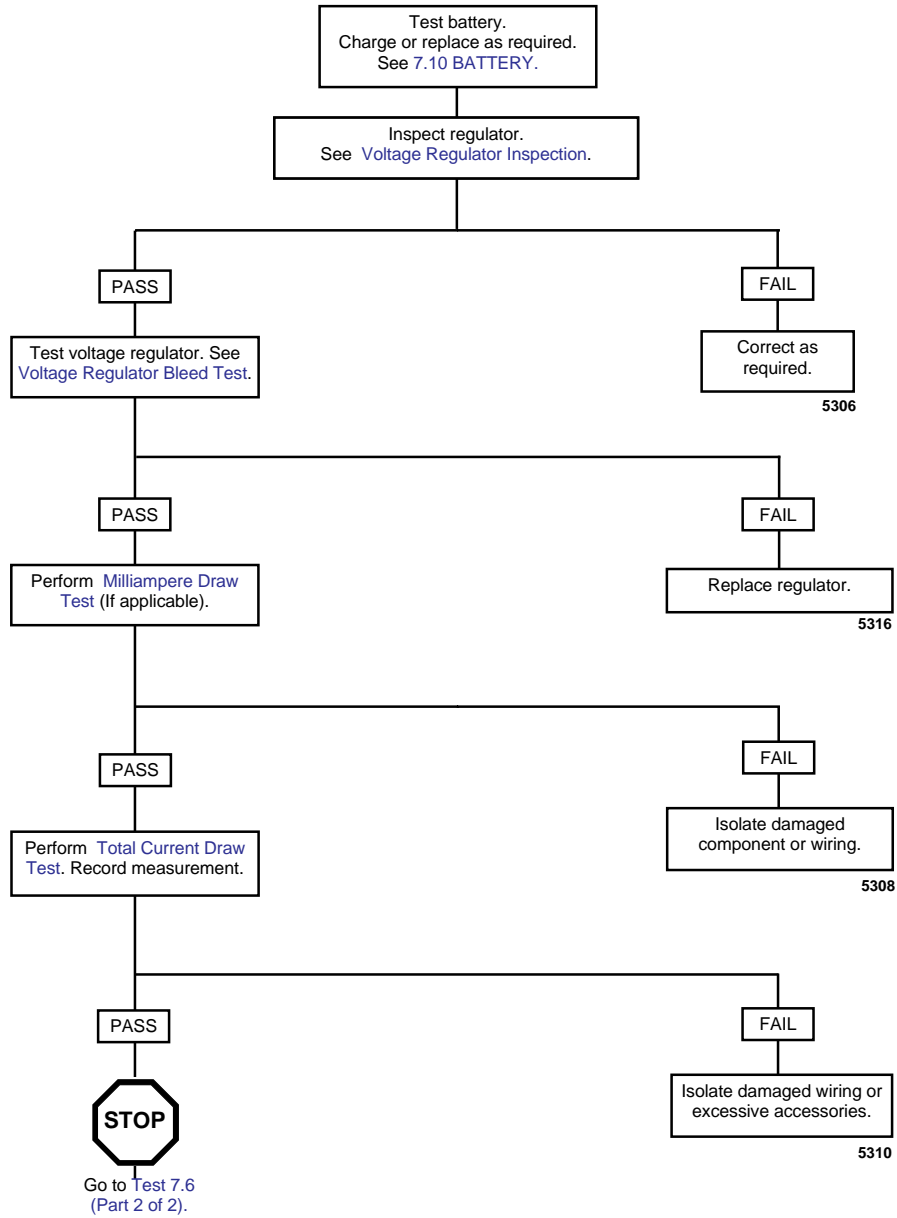 Test battery.
Charge or replace as required.
See 7.10 BATTERY.
Inspect regulator.
See Voltage Regulator Inspection.
PASS
FAIL
Test voltage regulator. See
Voltage Regulator Bleed Test.
Correct as
required.
5306
PASS
FAIL
Perform Milliampere Draw
Test (If applicable).
Replace regulator.
5316
PASS
FAIL
Perform Total Current Draw
Test. Record measurement.
Isolate damaged
component or wiring.
5308
PASS
FAIL
STOP
Isolate damaged wiring or
excessive accessories.
5310
Go to Test 7.6
(Part 2 of 2).